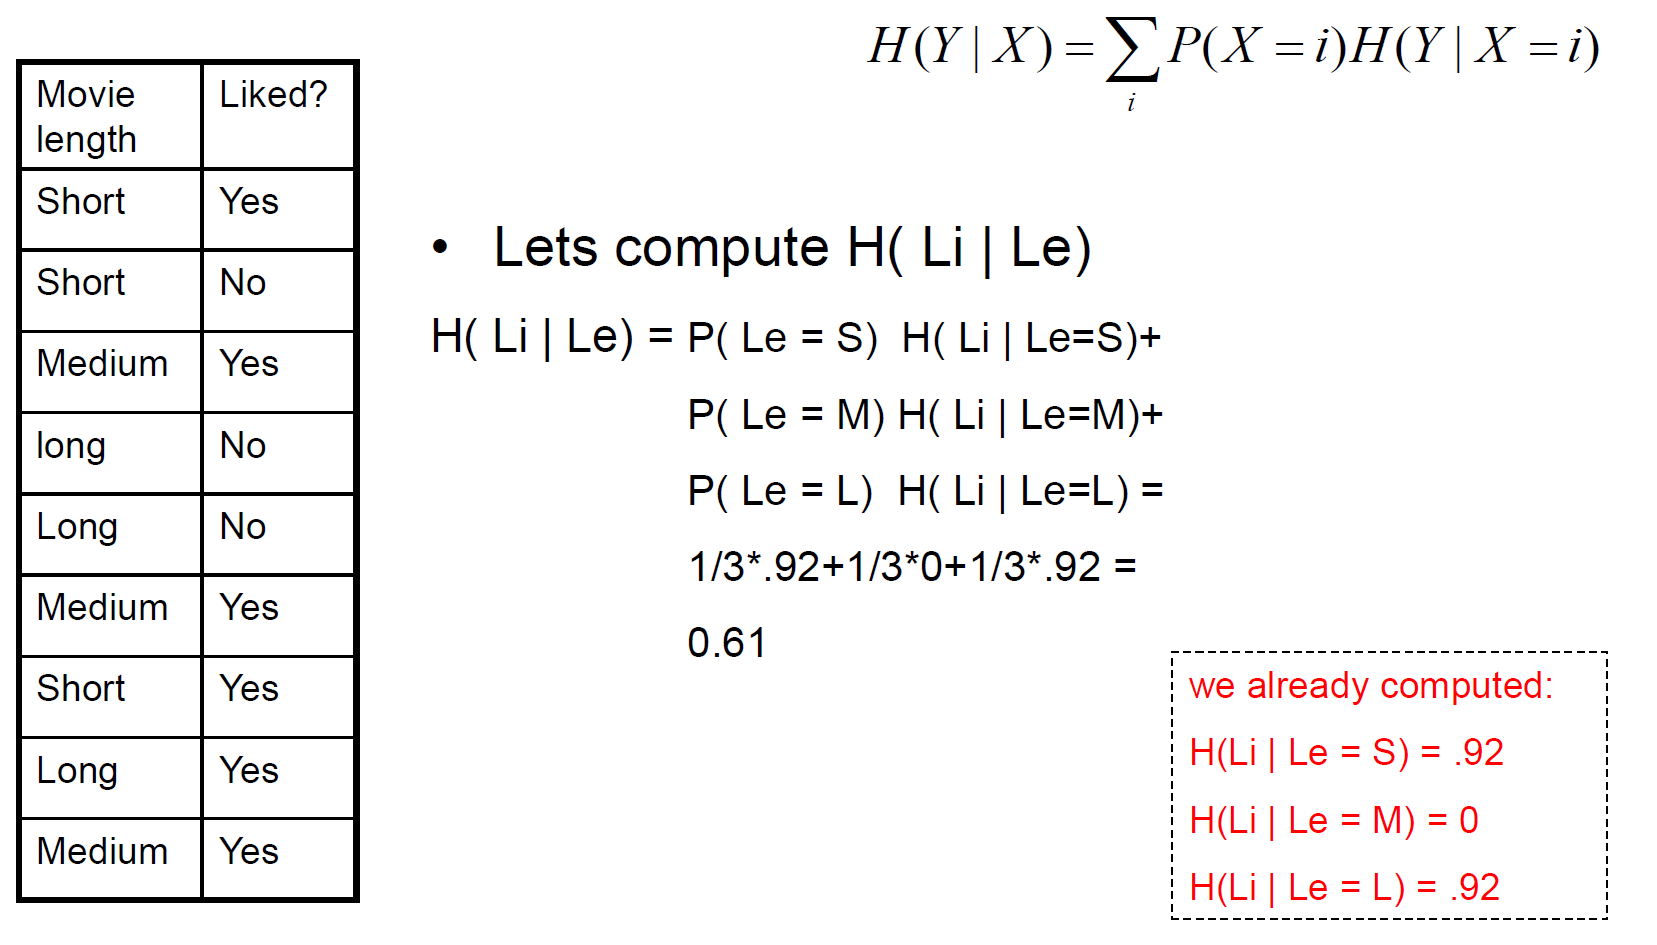 H(Y | X) = ∑ P(X = i)H(Y | X = i)
i
Movie length Liked?
Short Yes
Short No
Medium Yes
long No
Long No
Medium Yes
Short Yes
Long Yes
Medium Yes
• Lets compute H( Li | Le)
H( Li | Le) = P( Le = S) H( Li | Le=S)+
P( Le = M) H( Li | Le=M)+
P( Le = L) H( Li | Le=L) =
1/3*.92+1/3*0+1/3*.92 =
0.61
we already computed:
H(Li | Le = S) = .92
H(Li | Le = M) = 0
H(Li | Le = L) = .92